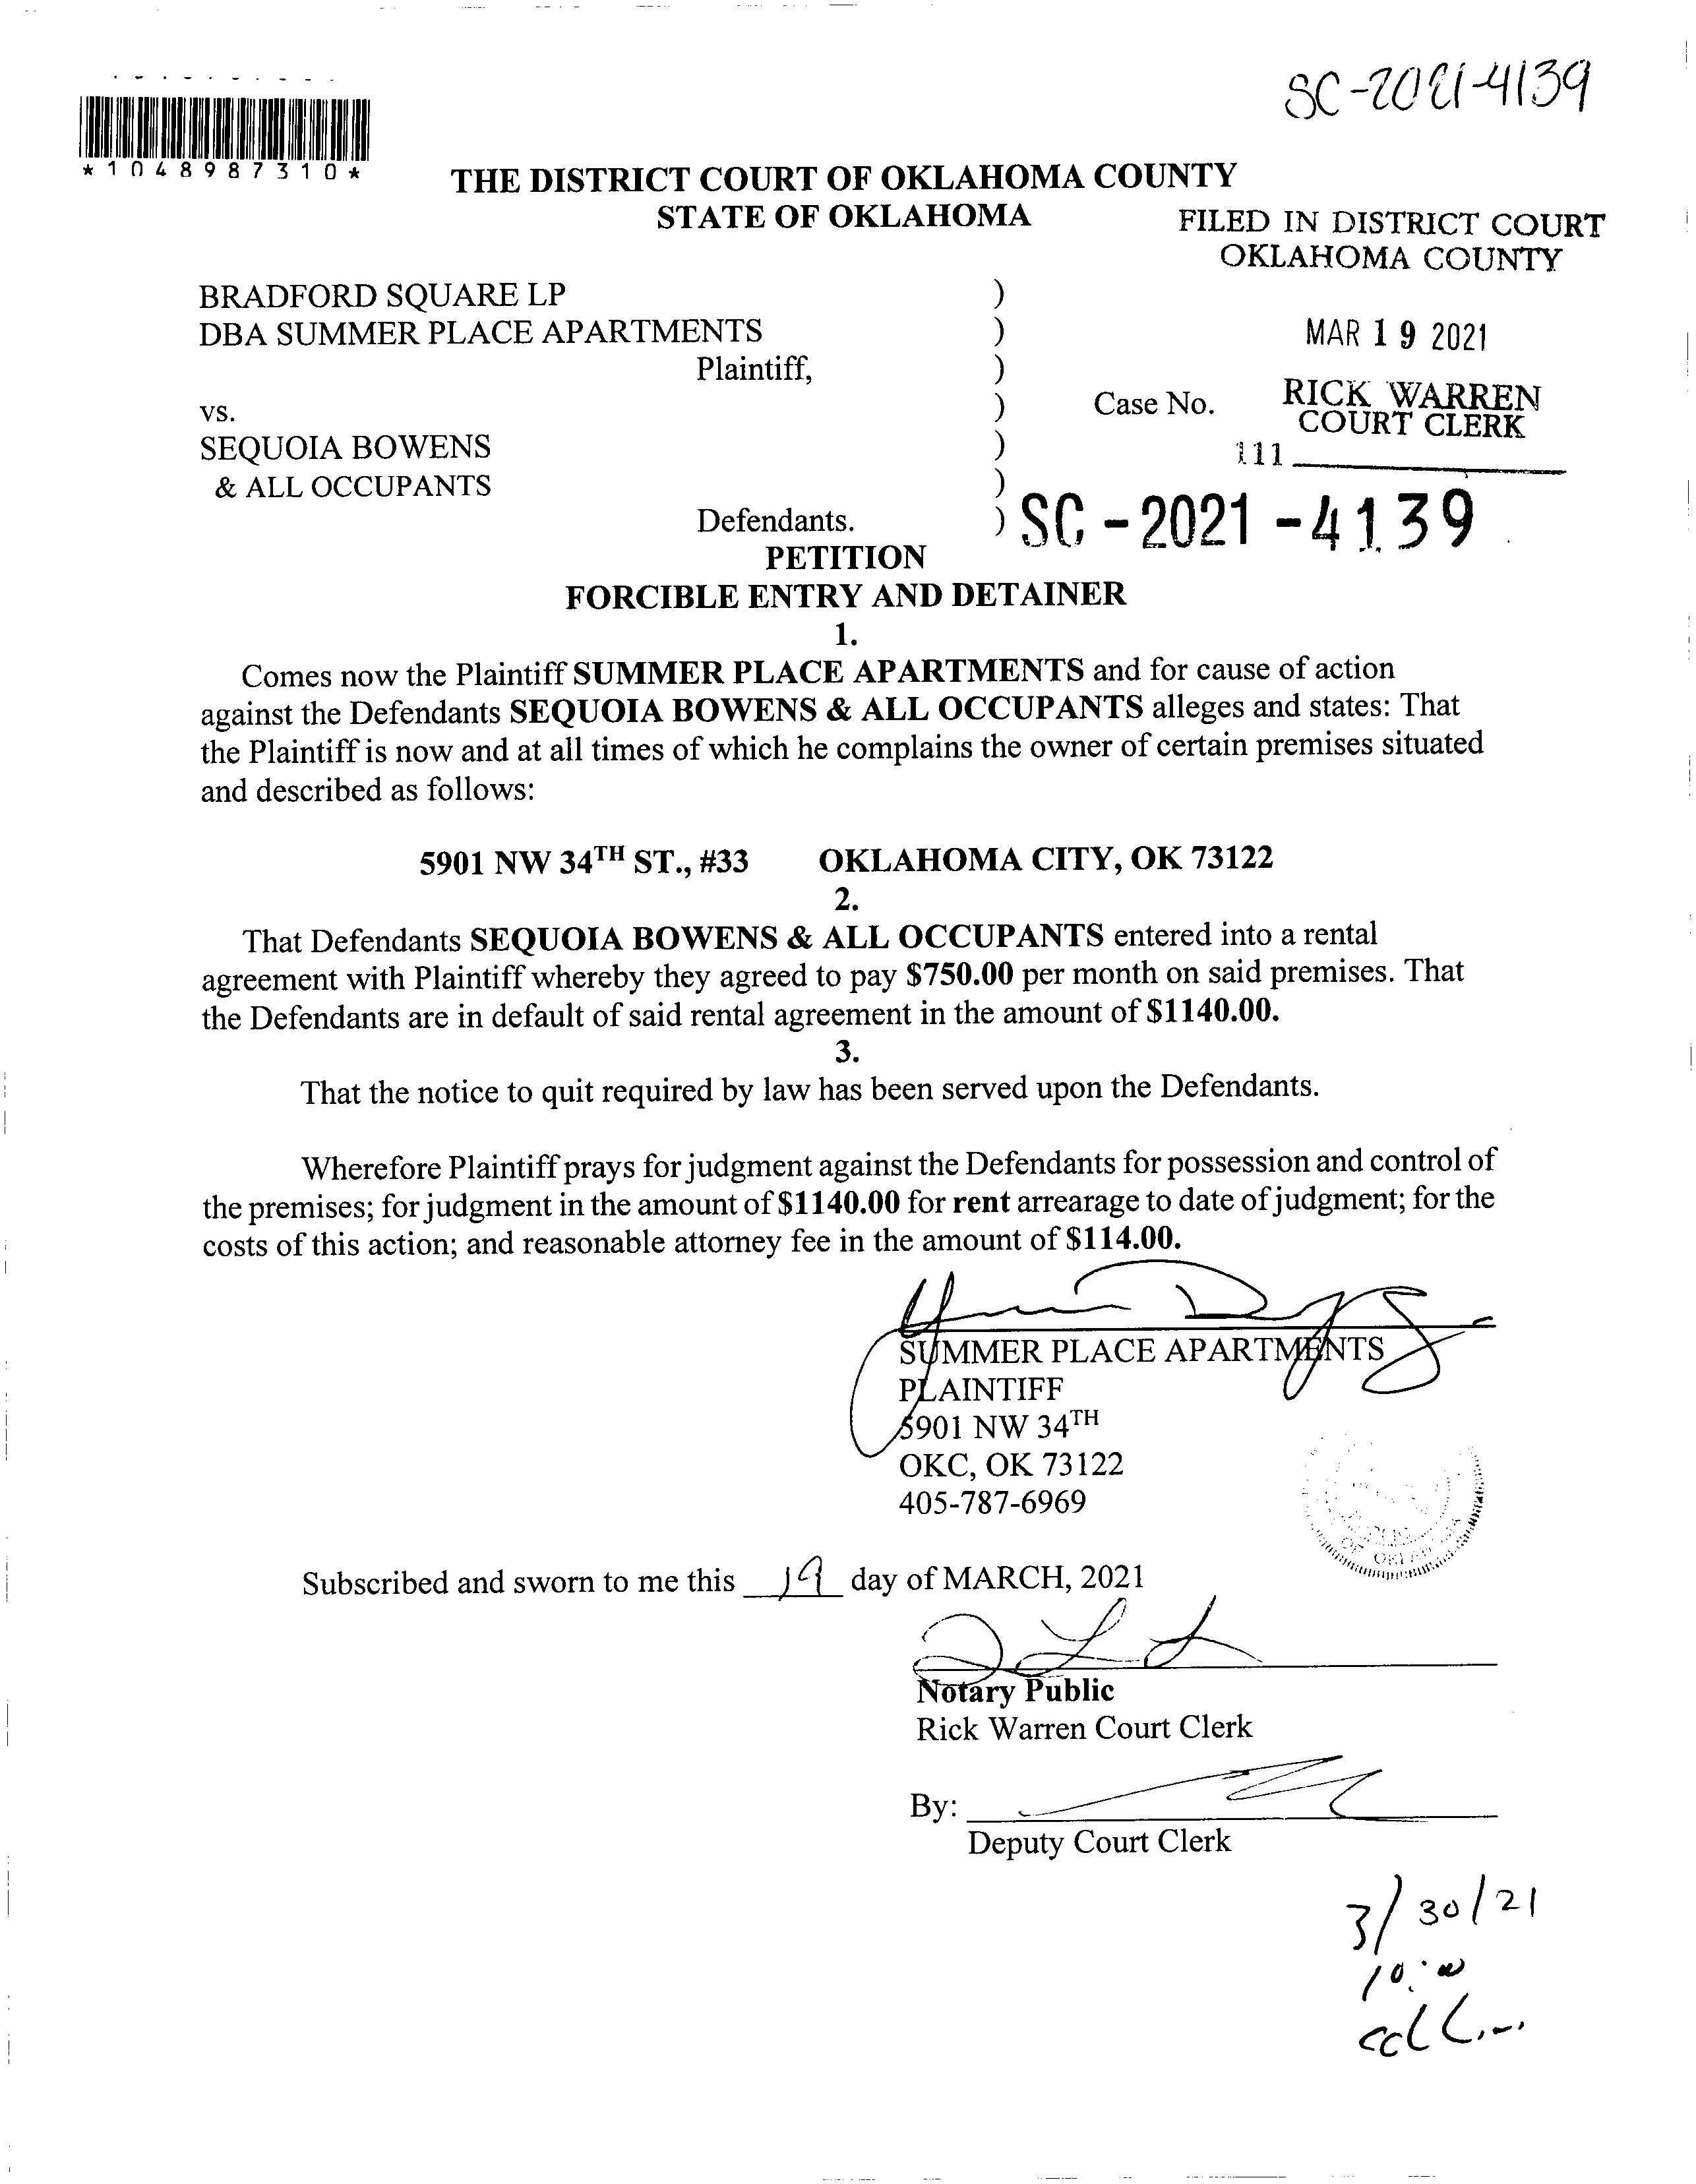 SC-2021-4139
*1048987310*
THE DISTRICT COURT OF OKLAHOMA COUNTY
STATE OF OKLAHOMA
FILED IN DISTRICT COURT
OKLAHOMA COUNTY
BRADFORD SQUARE LP )
DBA SUMMER PLACE APARTMENTS )
MAR 19 2021
Plaintiff, )
vs. ) Case No.
RICK WARREN
COURT CLERK
SEQUOIA BOWENS )
111
& ALL OCCUPANTS )
Defendants. ) SC-2021-4139
PETITION
FORCIBLE ENTRY AND DETAINER
1.
Comes now the Plaintiff SUMMER PLACE APARTMENTS and for cause of action
against the Defendants SEQUOIA BOWENS & ALL OCCUPANTS alleges and states: That
the Plaintiff is now and at all times of which he complains the owner of certain premises situated
and described as follows:
5901 NW 34TH ST., #33 OKLAHOMA CITY, OK 73122
2.
That Defendants SEQUOIA BOWENS & ALL OCCUPANTS entered into a rental
agreement with Plaintiff whereby they agreed to pay $750.00 per month on said premises. That
the Defendants are in default of said rental agreement in the amount of $1140.00.
3.
That the notice to quit required by law has been served upon the Defendants.
Wherefore Plaintiff prays for judgment against the Defendants for possession and control of
the premises; for judgment in the amount of $1140.00 for rent arrearage to date of judgment; for the
costs of this action; and reasonable attorney fee in the amount of $114.00.
SUMMER PLACE APARTMENTS
PLAINTIFF
5901 NW 34TH
OKC, OK 73122
405-787-6969
Subscribed and sworn to me this 19 day of MARCH, 2021
Notary Public
Rick Warren Court Clerk
By:
Deputy Court Clerk
3/30/21